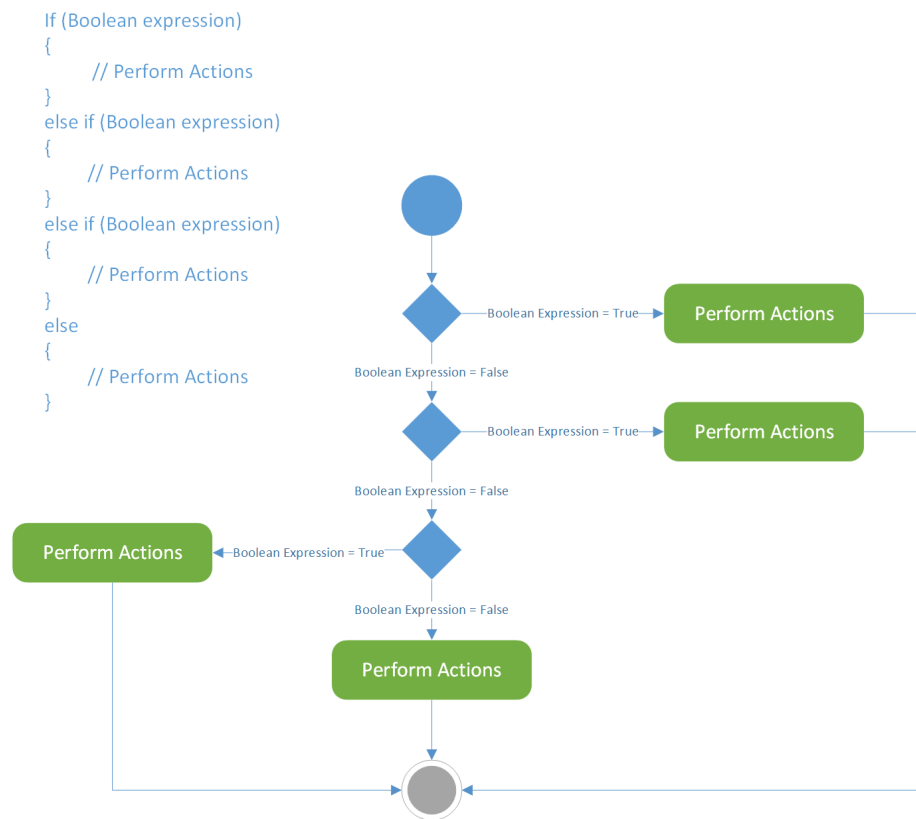 If (Boolean expression)
{
// Perform Actions
}
else if (Boolean expression)
{
// Perform Actions
}
else if (Boolean expression)
{
// Perform Actions
}
else
{
// Perform Actions
}
Boolean Expression = True
Perform Actions
Boolean Expression = False
Boolean Expression = True
Perform Actions
Boolean Expression = False
Perform Actions
Boolean Expression = True
Boolean Expression = False
Perform Actions